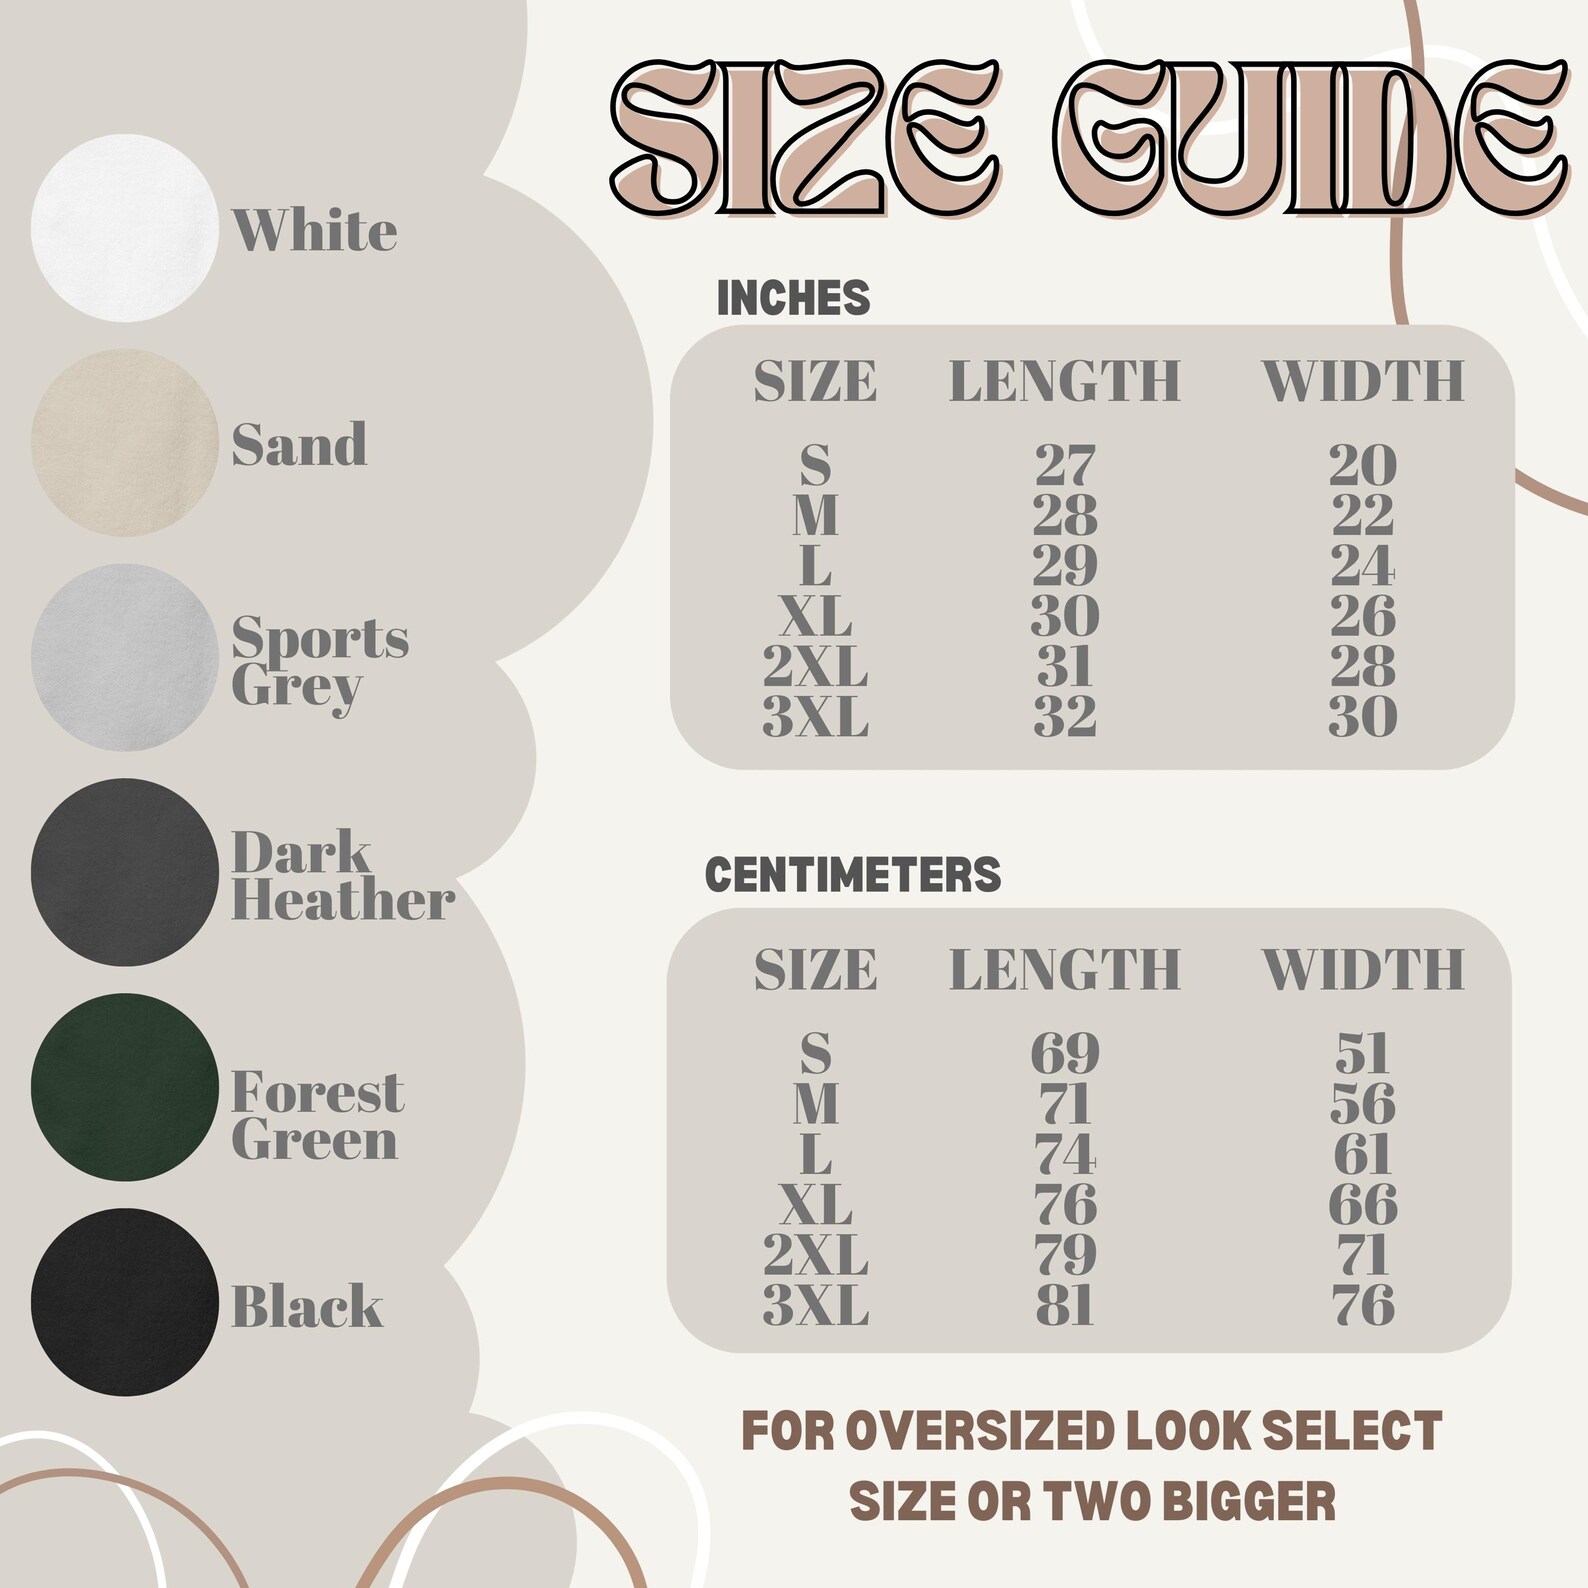 SIZE GUIDE
White
Sand
Sports
Grey
Dark
Heather
Forest
Green
Black
INCHES
SIZE LENGTH WIDTH
S 27 20
M 28 22
L 29 24
XL 30 26
2XL 31 28
3XL 32 30
CENTIMETERS
SIZE LENGTH WIDTH
S 69 51
M 71 56
L 74 61
XL 76 66
2XL 79 71
3XL 81 76
FOR OVERSIZED LOOK SELECT
SIZE OR TWO BIGGER